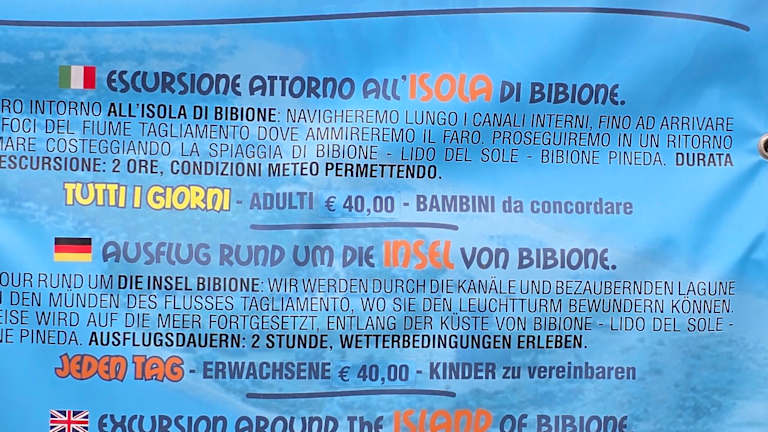 ESCURSIONE ATTORNO ALL'ISOLA DI BIBIONE.
RO INTORNO ALL'ISOLA DI BIBIONE: NAVIGHEREMO LUNGO I CANALI INTERNI, FINO AD ARRIVARE
FOCI DEL FIUME TAGLIAMENTO DOVE AMMIREREMO IL FARO. PROSEGUIREMO IN UN RITORNO
MARE COSTEGGIANDO LA SPIAGGIA DI BIBIONE - LIDO DEL SOLE - BIBIONE PINEDA. DURATA
ESCURSIONE: 2 ORE, CONDIZIONI METEO PERMETTENDO.
TUTTI I GIORNI - ADULTI € 40,00 - BAMBINI da concordare
AUSFLUG RUND UM DIE INSEL VON BIBIONE.
OUR RUND UM DIE INSEL BIBIONE: WIR WERDEN DURCH DIE KANÄLE UND BEZAUBERNDEN LAGUNE
DEN MÜNDEN DES FLUSSES TAGLIAMENTO, WO SIE DEN LEUCHTTURM BEWUNDERN KÖNNEN.
EISE WIRD AUF DIE MEER FORTGESETZT, ENTLANG DER KÜSTE VON BIBIONE - LIDO DEL SOLE -
NE PINEDA. AUSFLUGSDAUERN: 2 STUNDE, WETTERBEDINGUNGEN ERLEBEN.
JEDEN TAG - ERWACHSENE € 40,00 - KINDER zu vereinbaren
EXCURSION AROUND the ISLAND OF BIBIONE.